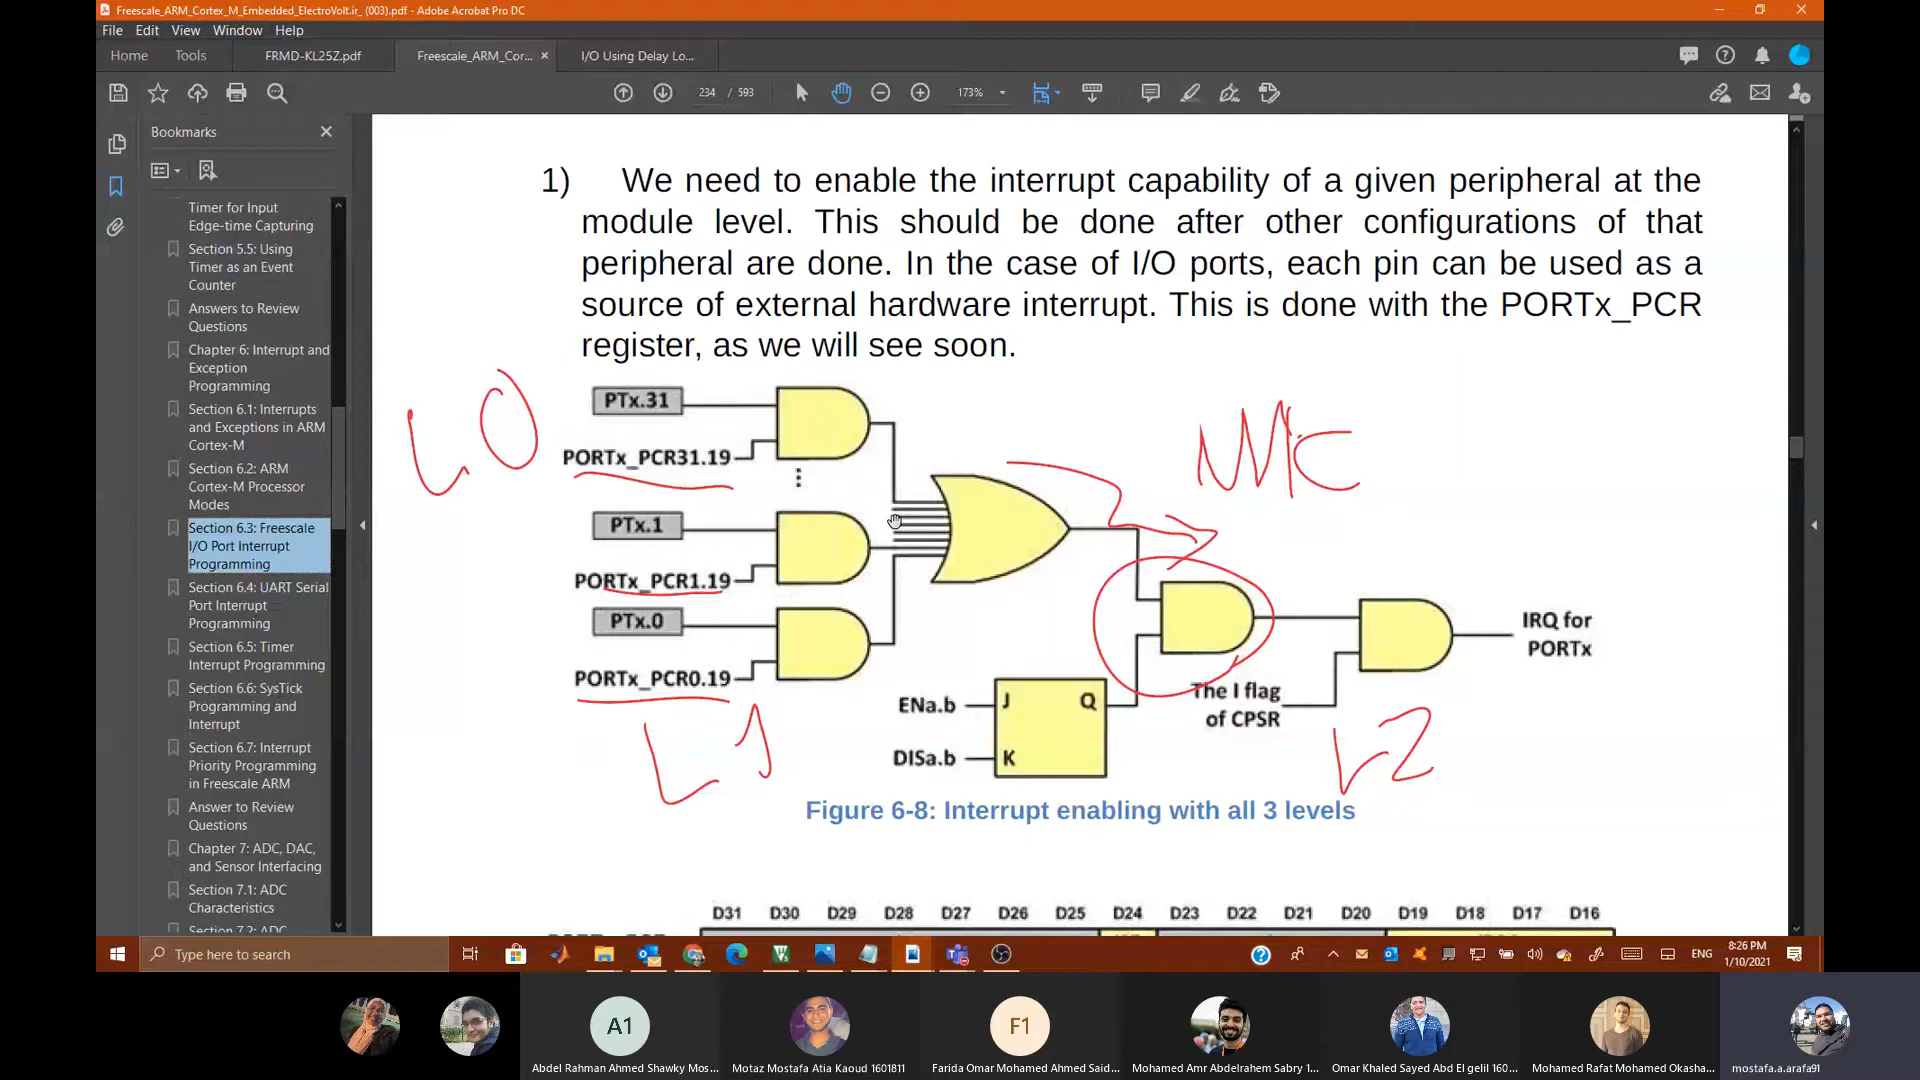 Freescale_ARM_Cortex_M_Embedded_ElectroVolt.ir_ (003).pdf - Adobe Acrobat Pro DC
File Edit View Window Help
Home Tools FRMD-KL25Z.pdf Freescale_ARM_Cor... × I/O Using Delay Lo...
234 / 593 173%
Bookmarks
Timer for Input
Edge-time Capturing
Section 5.5: Using
Timer as an Event
Counter
Answers to Review
Questions
Chapter 6: Interrupt and
Exception
Programming
Section 6.1: Interrupts
and Exceptions in ARM
Cortex-M
Section 6.2: ARM
Cortex-M Processor
Modes
Section 6.3: Freescale
I/O Port Interrupt
Programming
Section 6.4: UART Serial
Port Interrupt
Programming
Section 6.5: Timer
Interrupt Programming
Section 6.6: SysTick
Programming and
Interrupt
Section 6.7: Interrupt
Priority Programming
in Freescale ARM
Answer to Review
Questions
Chapter 7: ADC, DAC,
and Sensor Interfacing
Section 7.1: ADC
Characteristics
Section 7.2: ADC
1) We need to enable the interrupt capability of a given peripheral at the
module level. This should be done after other configurations of that
peripheral are done. In the case of I/O ports, each pin can be used as a
source of external hardware interrupt. This is done with the PORTx_PCR
register, as we will see soon.
L0
PTx.31
PORTx_PCR31.19
PTx.1
PORTx_PCR1.19
PTx.0
PORTx_PCR0.19
L1
ENa.b J Q
DISa.b K
The I flag
of CPSR
L2
IRQ for
PORTx
Figure 6-8: Interrupt enabling with all 3 levels
D31 D30 D29 D28 D27 D26 D25 D24 D23 D22 D21 D20 D19 D18 D17 D16
Type here to search
ENG
8:26 PM
1/10/2021
A1
F1
Abdel Rahman Ahmed Shawky Mos...
Motaz Mostafa Atia Kaoud 1601811
Farida Omar Mohamed Ahmed Said...
Mohamed Amr Abdelrahem Sabry 1...
Omar Khaled Sayed Abd El gelil 160...
Mohamed Rafat Mohamed Okasha...
mostafa.a.arafa91